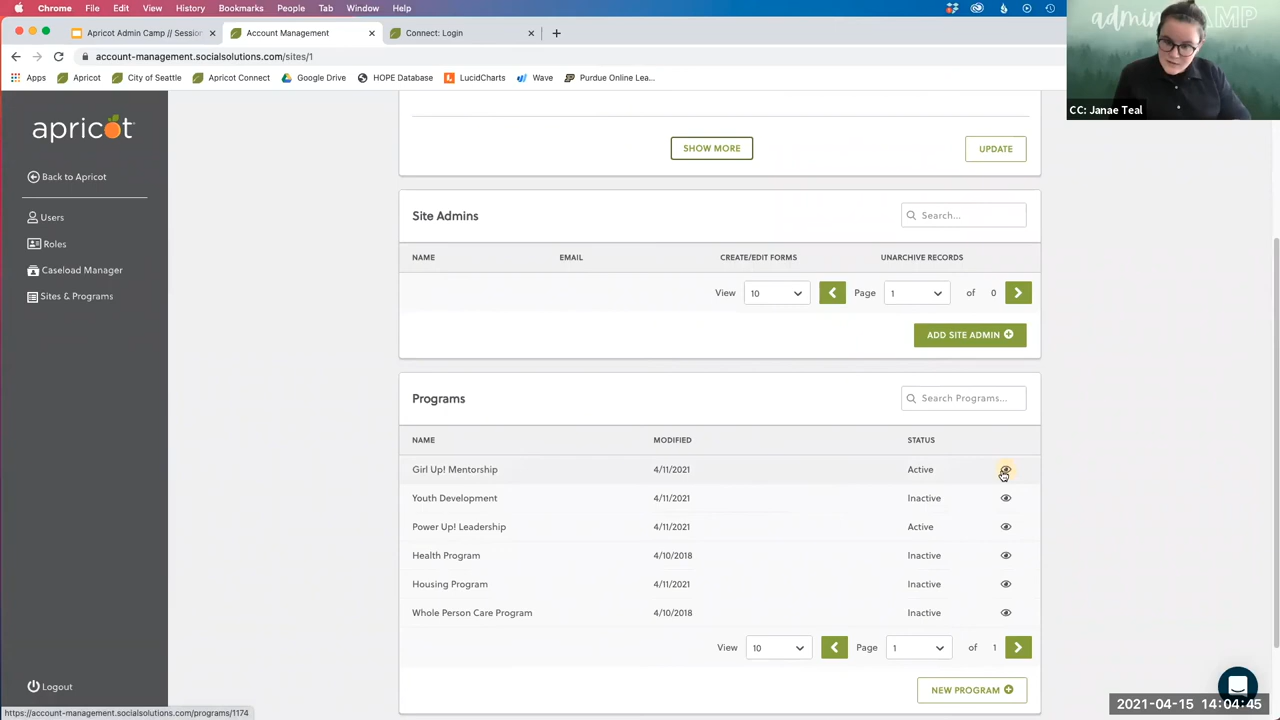 Chrome File Edit View History Bookmarks People Tab Window Help
Apricot Admin Camp // Sessio × Account Management × Connect: Login × +
account-management.socialsolutions.com/sites/1
Apps Apricot City of Seattle Apricot Connect Google Drive HOPE Database LucidCharts Wave Purdue Online Lea...
CC: Janae Teal
apricot
Back to Apricot
Users
Roles
Caseload Manager
Sites & Programs
Logout
SHOW MORE UPDATE
Site Admins Search...
NAME EMAIL CREATE/EDIT FORMS UNARCHIVE RECORDS
View 10 Page 1 of 0
ADD SITE ADMIN
Programs Search Programs...
NAME MODIFIED STATUS
Girl Up! Mentorship 4/11/2021 Active
Youth Development 4/11/2021 Inactive
Power Up! Leadership 4/11/2021 Active
Health Program 4/10/2018 Inactive
Housing Program 4/11/2021 Inactive
Whole Person Care Program 4/10/2018 Inactive
View 10 Page 1 of 1
NEW PROGRAM
https://account-management.socialsolutions.com/programs/1174
2021-04-15 14:04:45